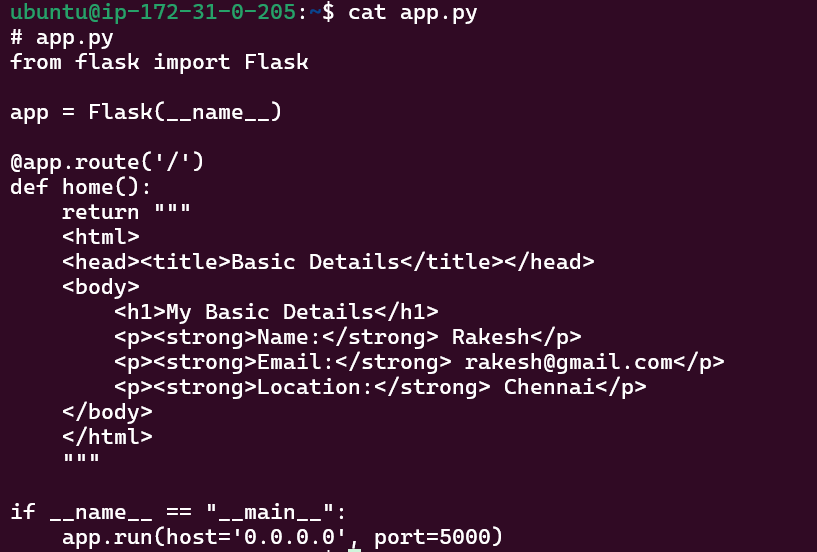 ubuntu@ip-172-31-0-205:~$ cat app.py
# app.py
from flask import Flask

app = Flask(__name__)

@app.route('/')
def home():
    return """
    <html>
    <head><title>Basic Details</title></head>
    <body>
        <h1>My Basic Details</h1>
        <p><strong>Name:</strong> Rakesh</p>
        <p><strong>Email:</strong> rakesh@gmail.com</p>
        <p><strong>Location:</strong> Chennai</p>
    </body>
    </html>
    """

if __name__ == "__main__":
    app.run(host='0.0.0.0', port=5000)